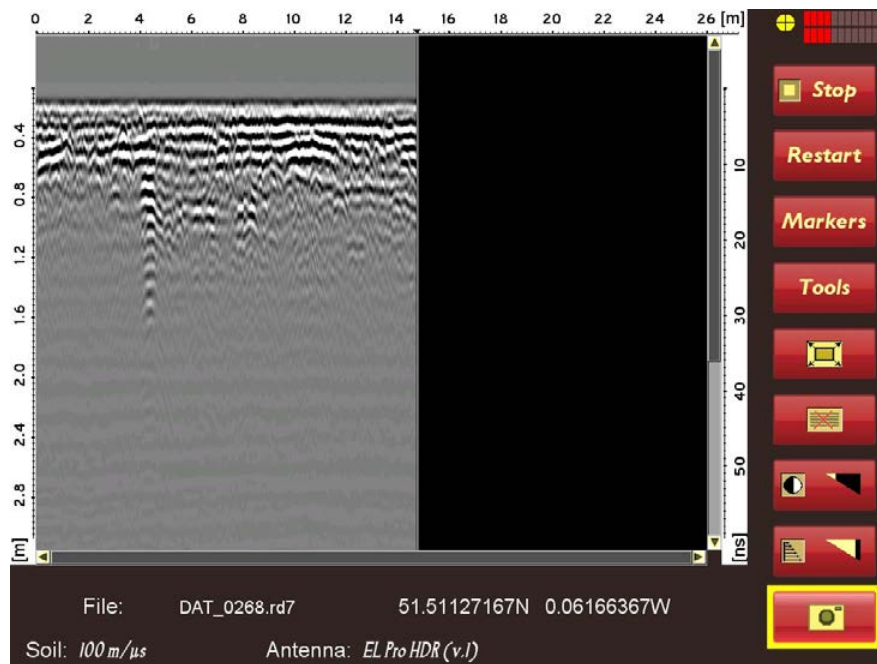 0 2 4 6 8 10 12 14 16 18 20 22 24 26 [m]
0.4
0.8
1.2
1.6
2.0
2.4
2.8
[m]
10
20
30
40
50
[ns]
Stop
Restart
Markers
Tools
File: DAT_0268.rd7 51.51127167N 0.06166367W
Soil: 100 m/µs Antenna: EL Pro HDR (v.1)